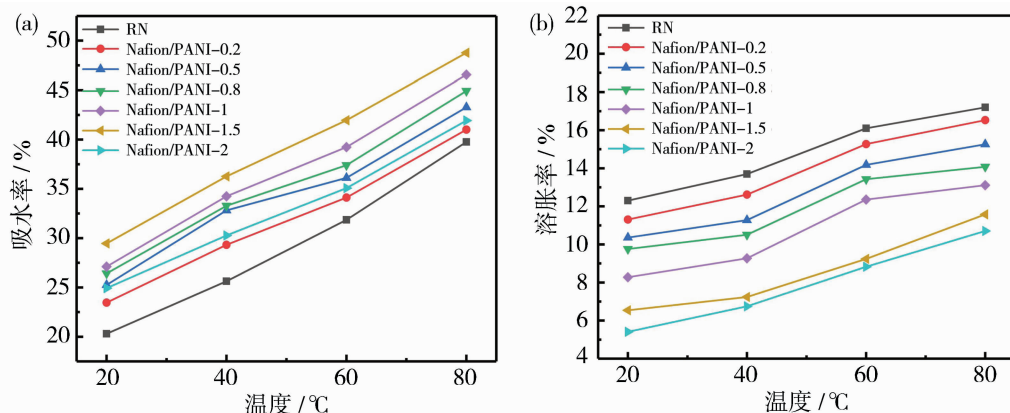 (a)
RN
Nafion/PANI-0.2
Nafion/PANI-0.5
Nafion/PANI-0.8
Nafion/PANI-1
Nafion/PANI-1.5
Nafion/PANI-2
50
45
40
35
30
25
20
吸水率/%
20
40
60
80
温度/℃
(b)
RN
Nafion/PANI-0.2
Nafion/PANI-0.5
Nafion/PANI-0.8
Nafion/PANI-1
Nafion/PANI-1.5
Nafion/PANI-2
22
20
18
16
14
12
10
8
6
4
溶胀率/%
20
40
60
80
温度/℃